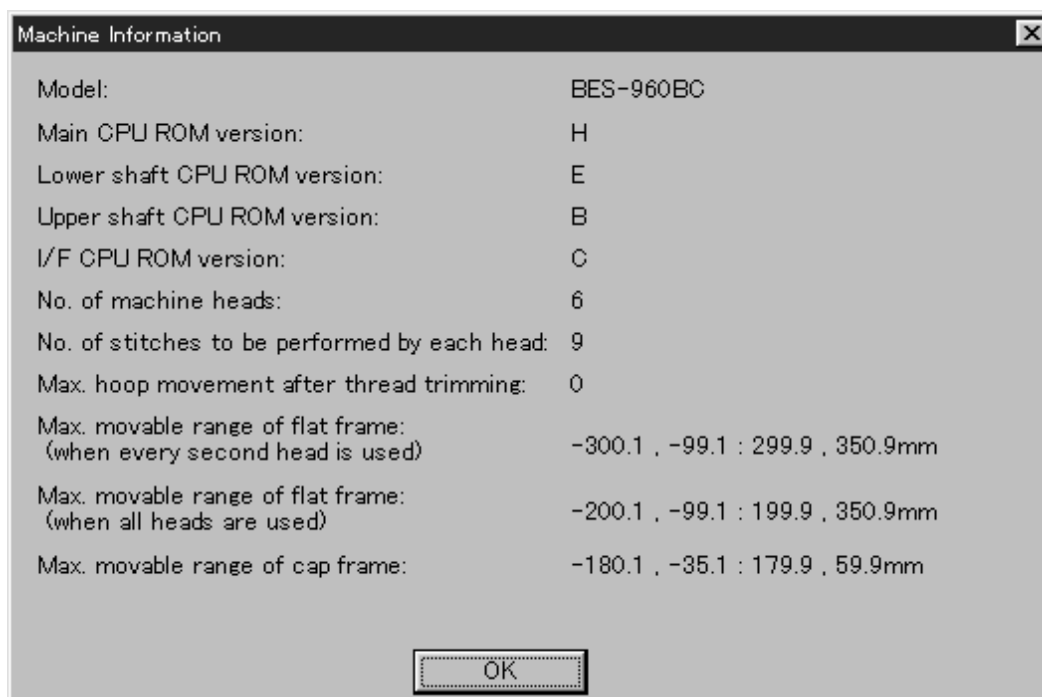 Machine Information
Model: BES-960BC
Main CPU ROM version: H
Lower shaft CPU ROM version: E
Upper shaft CPU ROM version: B
I/F CPU ROM version: C
No. of machine heads: 6
No. of stitches to be performed by each head: 9
Max. hoop movement after thread trimming: 0
Max. movable range of flat frame:
(when every second head is used) -300.1 , -99.1 : 299.9 , 350.9mm
Max. movable range of flat frame:
(when all heads are used) -200.1 , -99.1 : 199.9 , 350.9mm
Max. movable range of cap frame: -180.1 , -35.1 : 179.9 , 59.9mm
OK